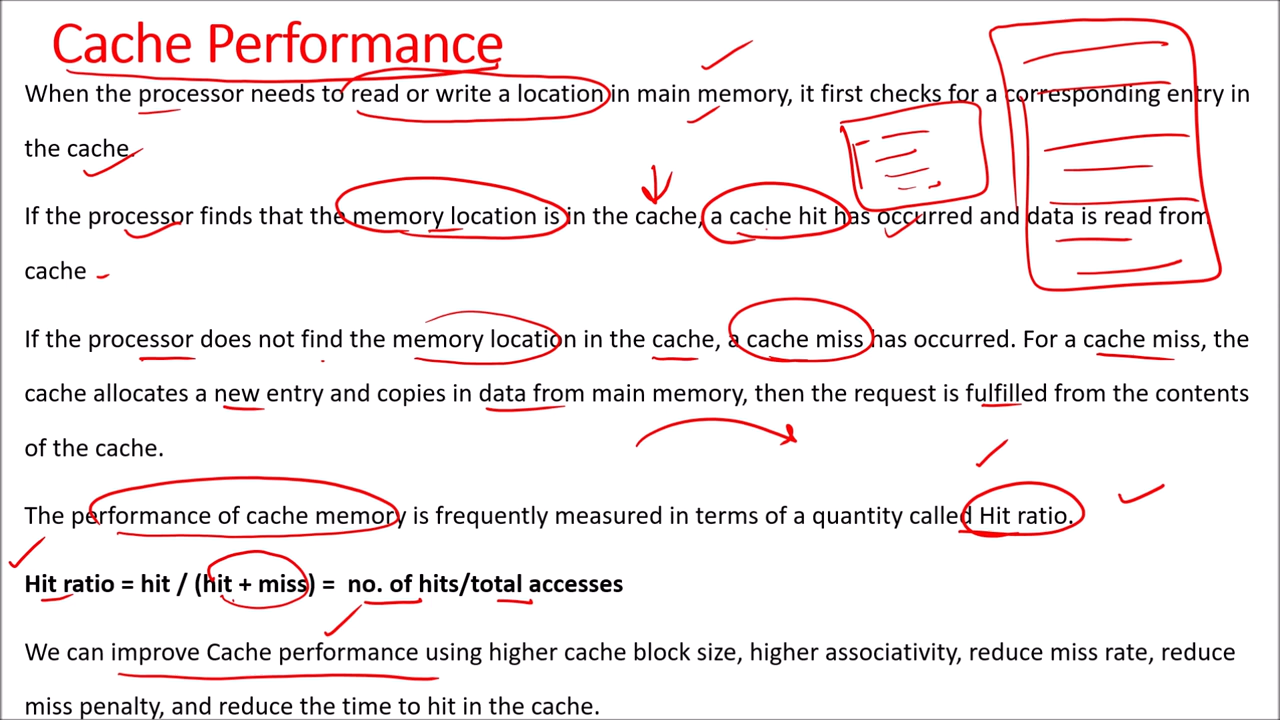 Cache Performance
When the processor needs to read or write a location in main memory, it first checks for a corresponding entry in
the cache.
If the processor finds that the memory location is in the cache, a cache hit has occurred and data is read from
cache
If the processor does not find the memory location in the cache, a cache miss has occurred. For a cache miss, the
cache allocates a new entry and copies in data from main memory, then the request is fulfilled from the contents
of the cache.
The performance of cache memory is frequently measured in terms of a quantity called Hit ratio.
Hit ratio = hit / (hit + miss) = no. of hits/total accesses
We can improve Cache performance using higher cache block size, higher associativity, reduce miss rate, reduce
miss penalty, and reduce the time to hit in the cache.